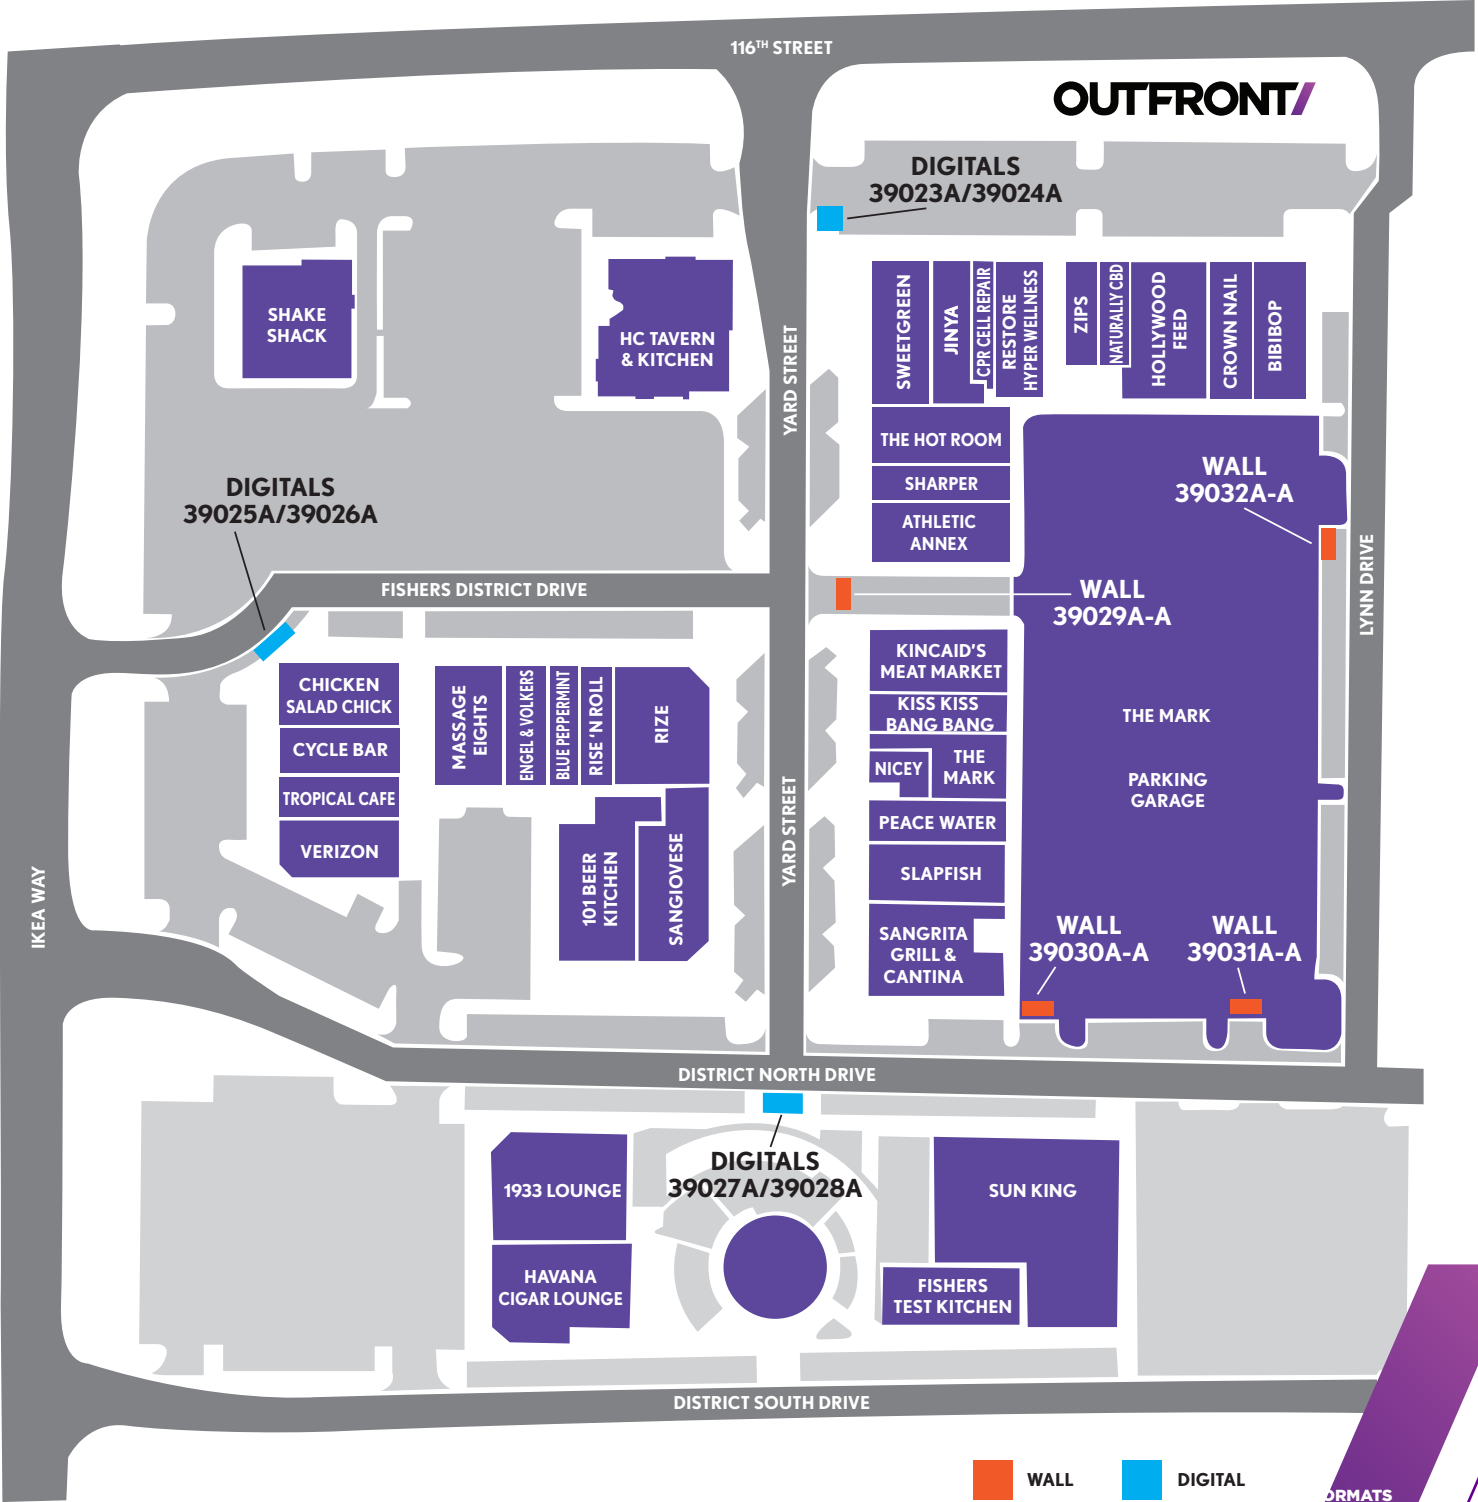 116TH STREET
OUTFRONT/
DIGITALS
39023A/39024A
SHAKE
SHACK
HC TAVERN
& KITCHEN
YARD STREET
SWEETGREEN
JINYA
CPR CELL REPAIR
RESTORE
HYPER WELLNESS
ZIPS
NATURALLY CBD
HOLLYWOOD
FEED
CROWN NAIL
BIBIBOP
THE HOT ROOM
SHARPER
ATHLETIC
ANNEX
WALL
39032A-A
DIGITALS
39025A/39026A
FISHERS DISTRICT DRIVE
WALL
39029A-A
LYNN DRIVE
CHICKEN
SALAD CHICK
CYCLE BAR
TROPICAL CAFE
VERIZON
MASSAGE
EIGHTS
ENGEL & VOLKERS
BLUE PEPPERMINT
RISE 'N ROLL
RIZE
101 BEER
KITCHEN
SANGIOVESE
YARD STREET
KINCAID'S
MEAT MARKET
KISS KISS
BANG BANG
NICEY
THE
MARK
PEACE WATER
SLAPFISH
SANGRITA
GRILL &
CANTINA
THE MARK
PARKING
GARAGE
WALL
39030A-A
WALL
39031A-A
IKEA WAY
DISTRICT NORTH DRIVE
DIGITALS
39027A/39028A
1933 LOUNGE
HAVANA
CIGAR LOUNGE
SUN KING
FISHERS
TEST KITCHEN
DISTRICT SOUTH DRIVE
WALL
DIGITAL
ORMATS